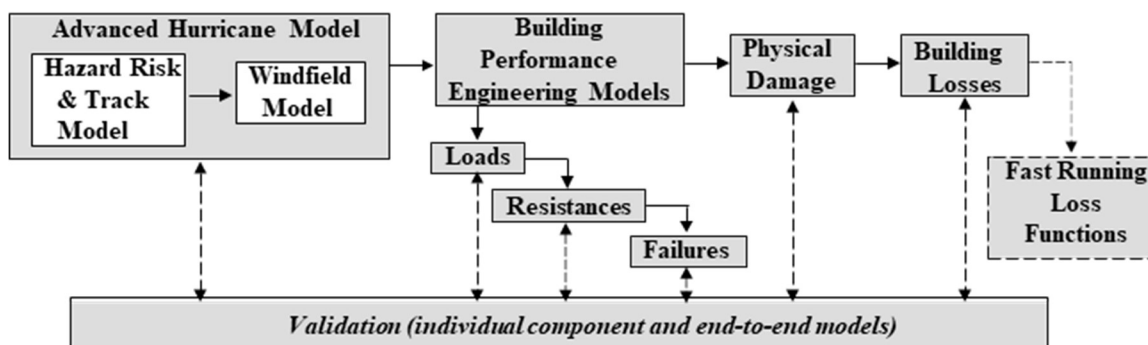 Advanced Hurricane Model
Hazard Risk
& Track
Model
Windfield
Model
Building
Performance
Engineering Models
Physical
Damage
Building
Losses
Loads
Resistances
Failures
Fast Running
Loss
Functions
Validation (individual component and end-to-end models)